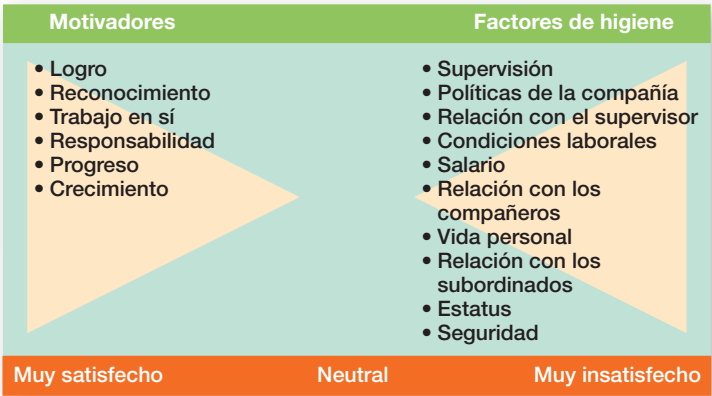 Motivadores
Factores de higiene
• Logro
• Reconocimiento
• Trabajo en sí
• Responsabilidad
• Progreso
• Crecimiento
• Supervisión
• Políticas de la compañía
• Relación con el supervisor
• Condiciones laborales
• Salario
• Relación con los
compañeros
• Vida personal
• Relación con los
subordinados
• Estatus
• Seguridad
Muy satisfecho
Neutral
Muy insatisfecho